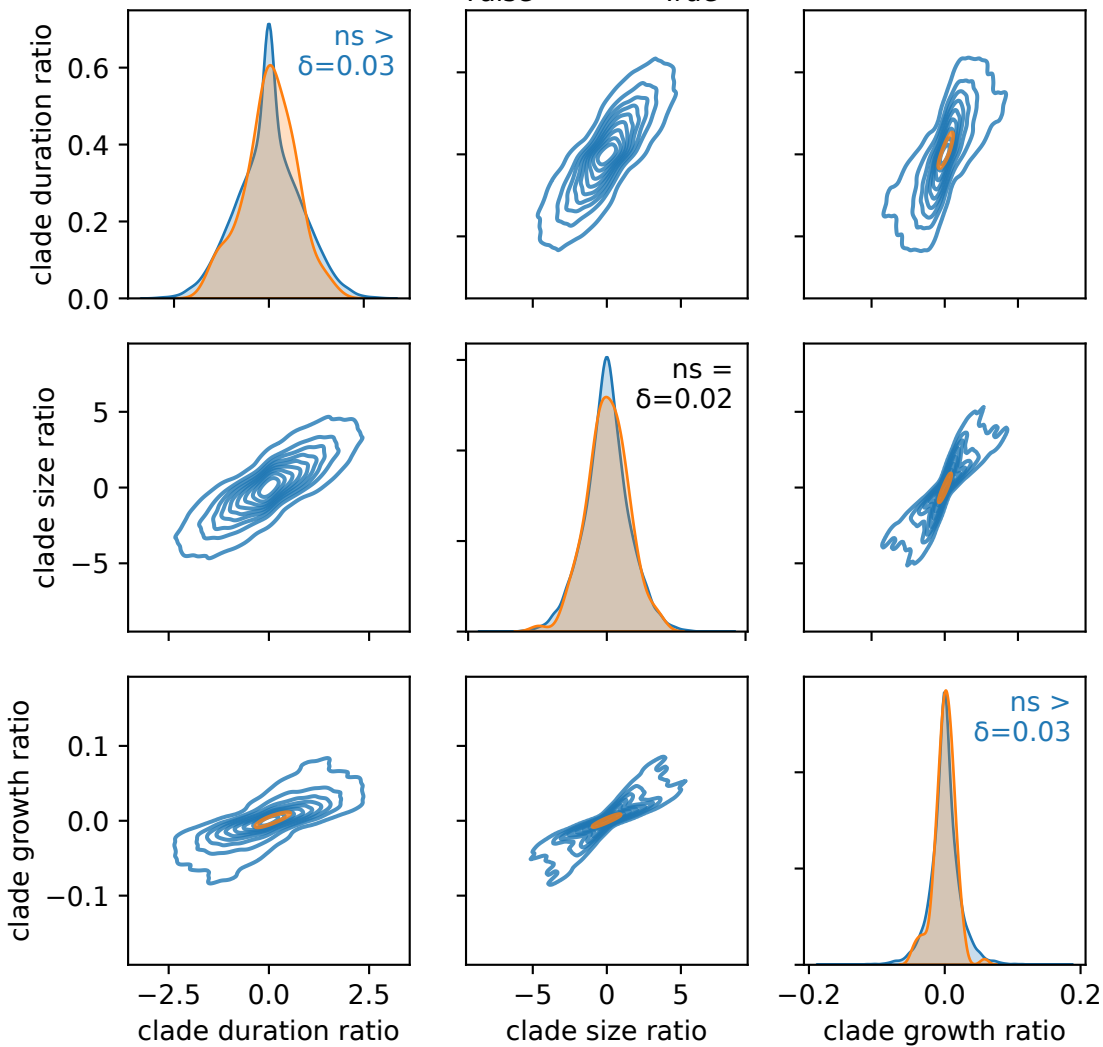 ns >
δ=0.03
clade duration ratio
0.6
0.4
0.2
0.0
ns =
δ=0.02
clade size ratio
5
0
−5
−5 0 5
ns >
δ=0.03
clade growth ratio
0.1
0.0
−0.1
−2.5 0.0 2.5
−5 0 5
−0.2 0.0 0.2
clade duration ratio
clade size ratio
clade growth ratio